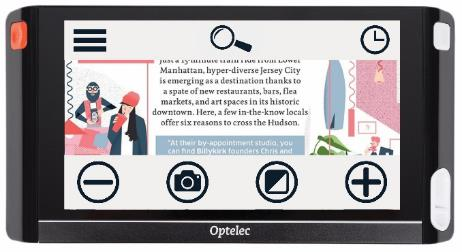 just a 15-minute train ride from Lower
Manhattan, hyper-diverse Jersey City
is emerging as a destination thanks to
a spate of new restaurants, bars, flea
markets, and art spaces in its historic
downtown. Here, a few in-the-know locals
offer six reasons to cross the Hudson.
"At their by-appointment studio, you
can find Billykirk founders Chris and
Optelec